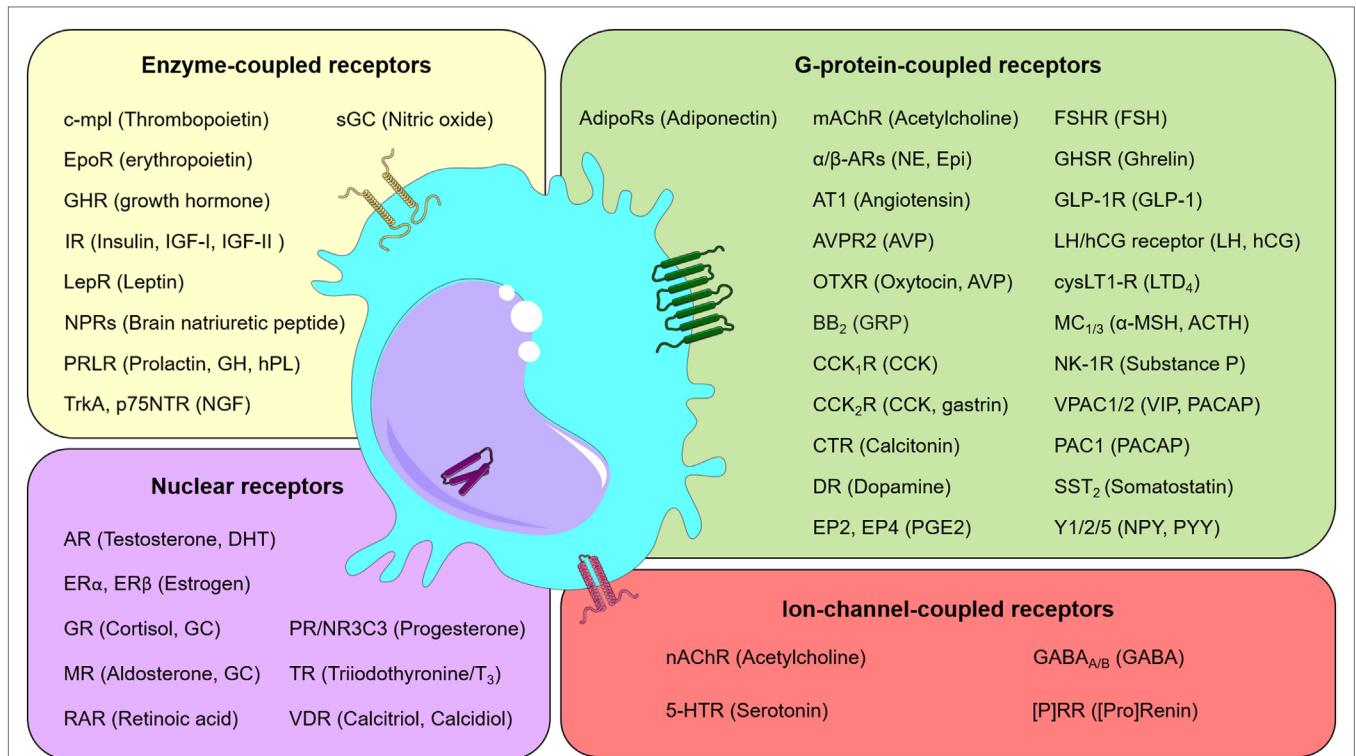 Enzyme-coupled receptors
c-mpl (Thrombopoietin)
sGC (Nitric oxide)
EpoR (erythropoietin)
GHR (growth hormone)
IR (Insulin, IGF-I, IGF-II )
LepR (Leptin)
NPRs (Brain natriuretic peptide)
PRLR (Prolactin, GH, hPL)
TrkA, p75NTR (NGF)
G-protein-coupled receptors
AdipoRs (Adiponectin)
mAChR (Acetylcholine)
α/β-ARs (NE, Epi)
AT1 (Angiotensin)
AVPR2 (AVP)
OTXR (Oxytocin, AVP)
BB₂ (GRP)
CCK₁R (CCK)
CCK₂R (CCK, gastrin)
CTR (Calcitonin)
DR (Dopamine)
EP2, EP4 (PGE2)
FSHR (FSH)
GHSR (Ghrelin)
GLP-1R (GLP-1)
LH/hCG receptor (LH, hCG)
cysLT1-R (LTD₄)
MC₁/₃ (α-MSH, ACTH)
NK-1R (Substance P)
VPAC1/2 (VIP, PACAP)
PAC1 (PACAP)
SST₂ (Somatostatin)
Y1/2/5 (NPY, PYY)
Nuclear receptors
AR (Testosterone, DHT)
ERα, ERβ (Estrogen)
GR (Cortisol, GC)
MR (Aldosterone, GC)
RAR (Retinoic acid)
PR/NR3C3 (Progesterone)
TR (Triiodothyronine/T₃)
VDR (Calcitriol, Calcidiol)
Ion-channel-coupled receptors
nAChR (Acetylcholine)
5-HTR (Serotonin)
GABA_A/B (GABA)
[P]RR ([Pro]Renin)